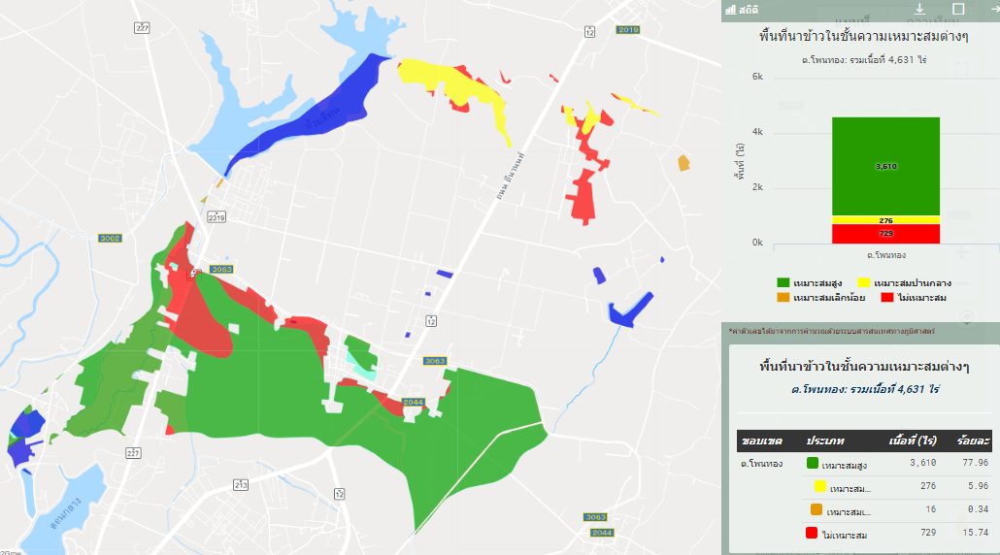 227
12
2019
ห้วยสีทน
ถนน ถีนานนท์
2319
3062
3063
12
3063
2044
227
213
12
3063
2044
สถิติ
พื้นที่นาข้าวในชั้นความเหมาะสมต่างๆ
ต.โพนทอง: รวมเนื้อที่ 4,631 ไร่
6k
4k
2k
0k
พื้นที่ (ไร่)
3,610
276
729
ต.โพนทอง
เหมาะสมสูง
เหมาะสมปานกลาง
เหมาะสมเล็กน้อย
ไม่เหมาะสม
*ค่าตัวเลขได้มาจากการคำนวณด้วยระบบสารสนเทศทางภูมิศาสตร์
พื้นที่นาข้าวในชั้นความเหมาะสมต่างๆ
ต.โพนทอง: รวมเนื้อที่ 4,631 ไร่
ขอบเขต ประเภท เนื้อที่ (ไร่) ร้อยละ
ต.โพนทอง เหมาะสมสูง 3,610 77.96
เหมาะสม... 276 5.96
เหมาะสมเ... 16 0.34
ไม่เหมาะสม 729 15.74